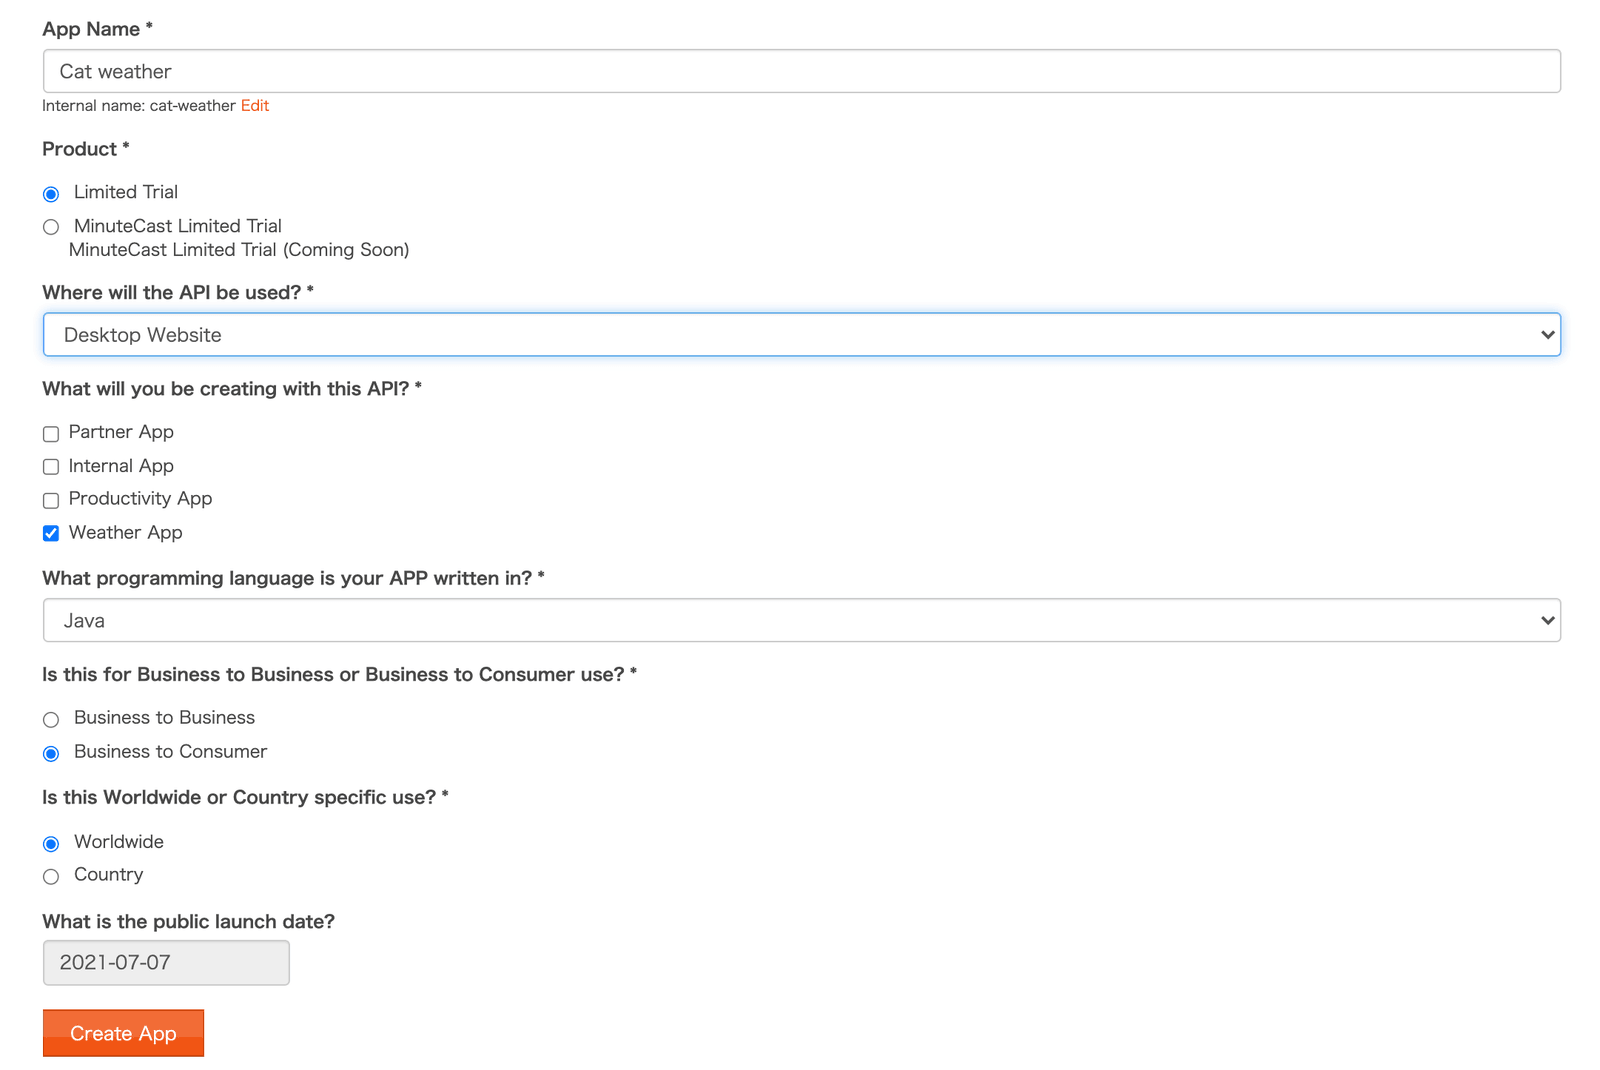 App Name *
Cat weather
Internal name: cat-weather Edit
Product *
Limited Trial
MinuteCast Limited Trial
MinuteCast Limited Trial (Coming Soon)
Where will the API be used? *
Desktop Website
What will you be creating with this API? *
Partner App
Internal App
Productivity App
Weather App
What programming language is your APP written in? *
Java
Is this for Business to Business or Business to Consumer use? *
Business to Business
Business to Consumer
Is this Worldwide or Country specific use? *
Worldwide
Country
What is the public launch date?
2021-07-07
Create App